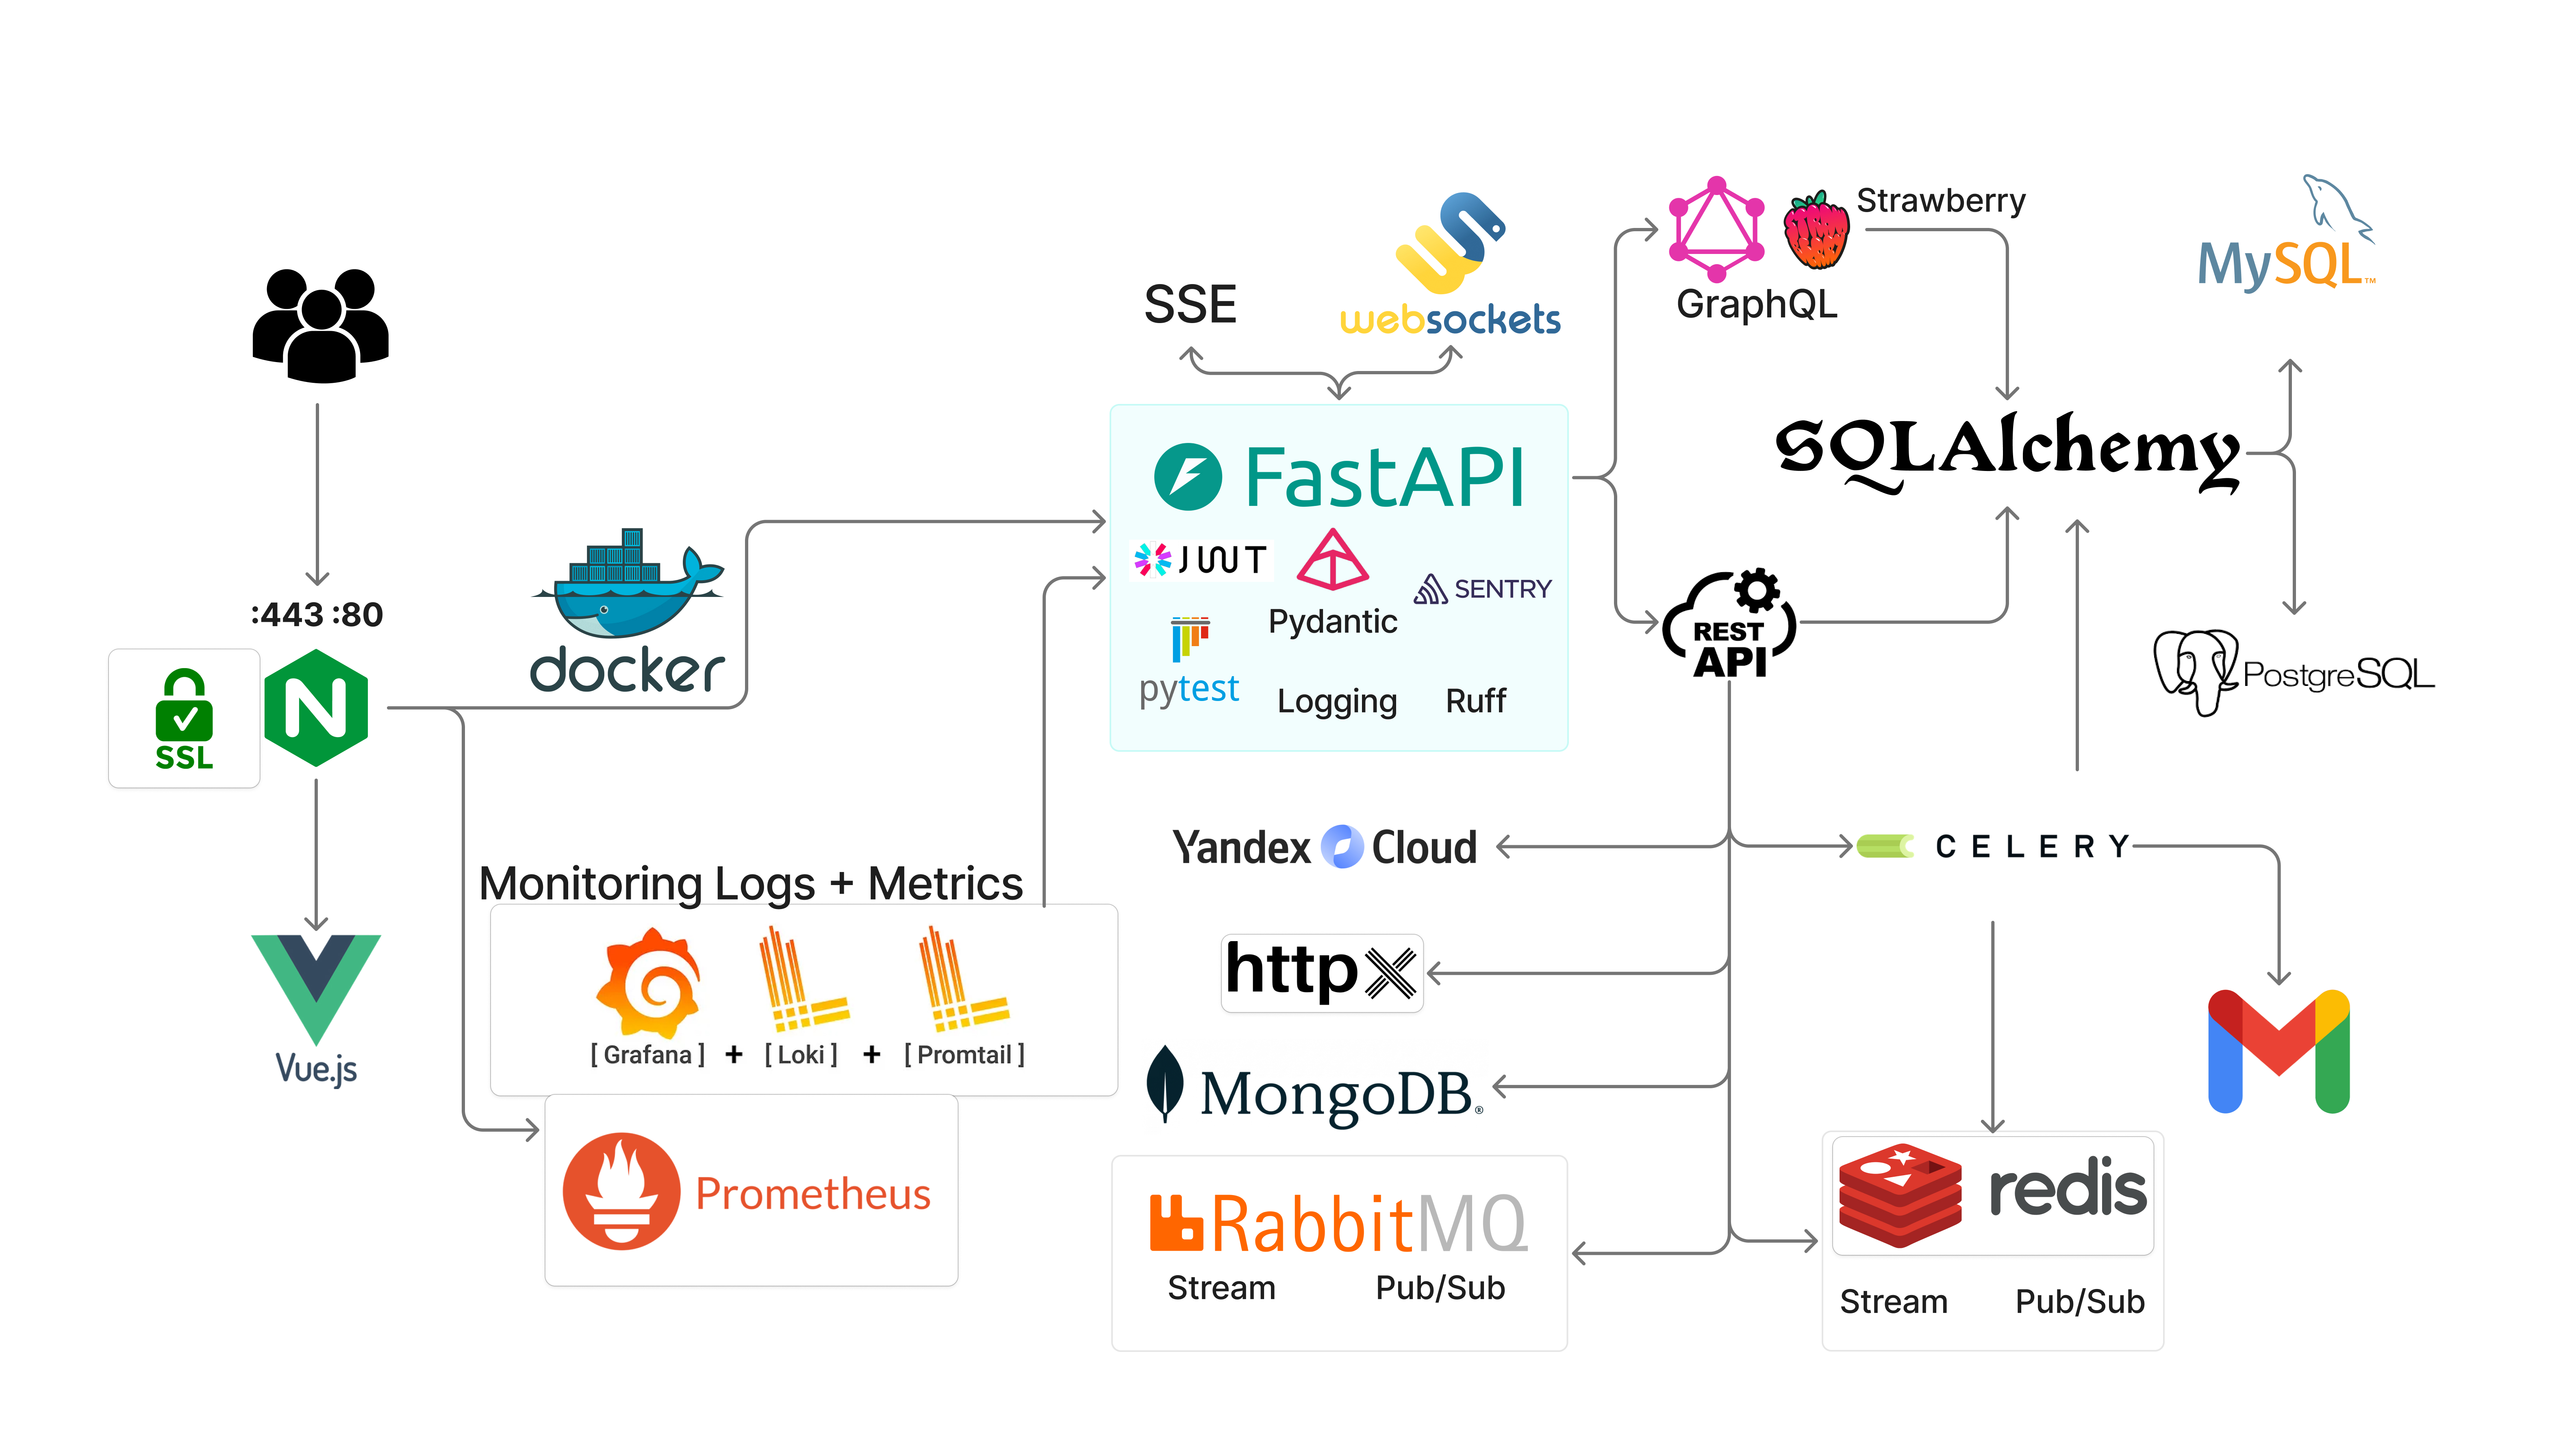 :443 :80
SSL
Vue.js
docker
Monitoring Logs + Metrics
[ Grafana ] + [ Loki ] + [ Promtail ]
Prometheus
SSE
websockets
FastAPI
JWT
Pydantic
SENTRY
pytest
Logging
Ruff
Strawberry
GraphQL
MySQL™
SQLAlchemy
REST
API
PostgreSQL
Yandex Cloud
CELERY
httpx
MongoDB®
RabbitMQ
Stream Pub/Sub
redis
Stream Pub/Sub